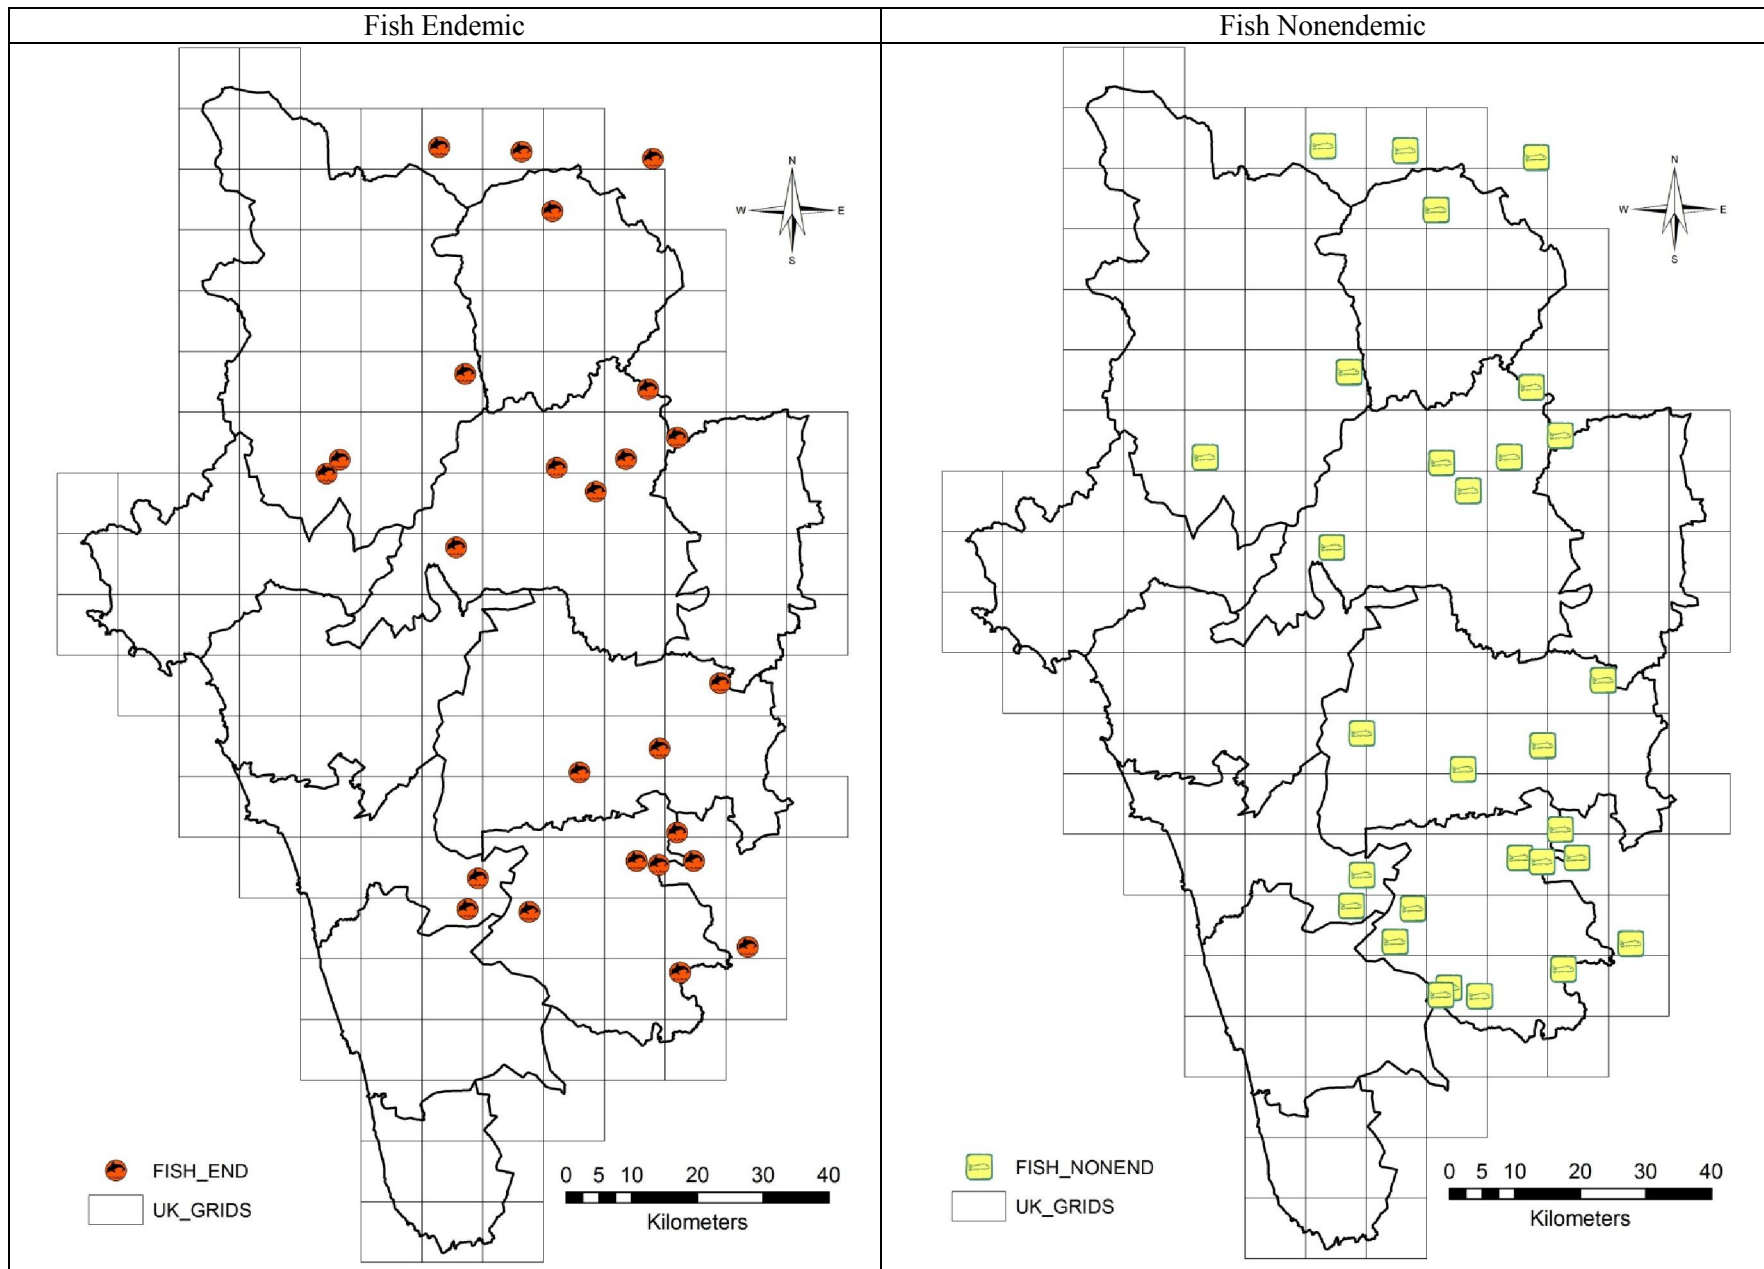 Fish Endemic
Fish Nonendemic
N
W E
S
N
W E
S
FISH_END
UK_GRIDS
0 5 10 20 30 40
Kilometers
FISH_NONEND
UK_GRIDS
0 5 10 20 30 40
Kilometers